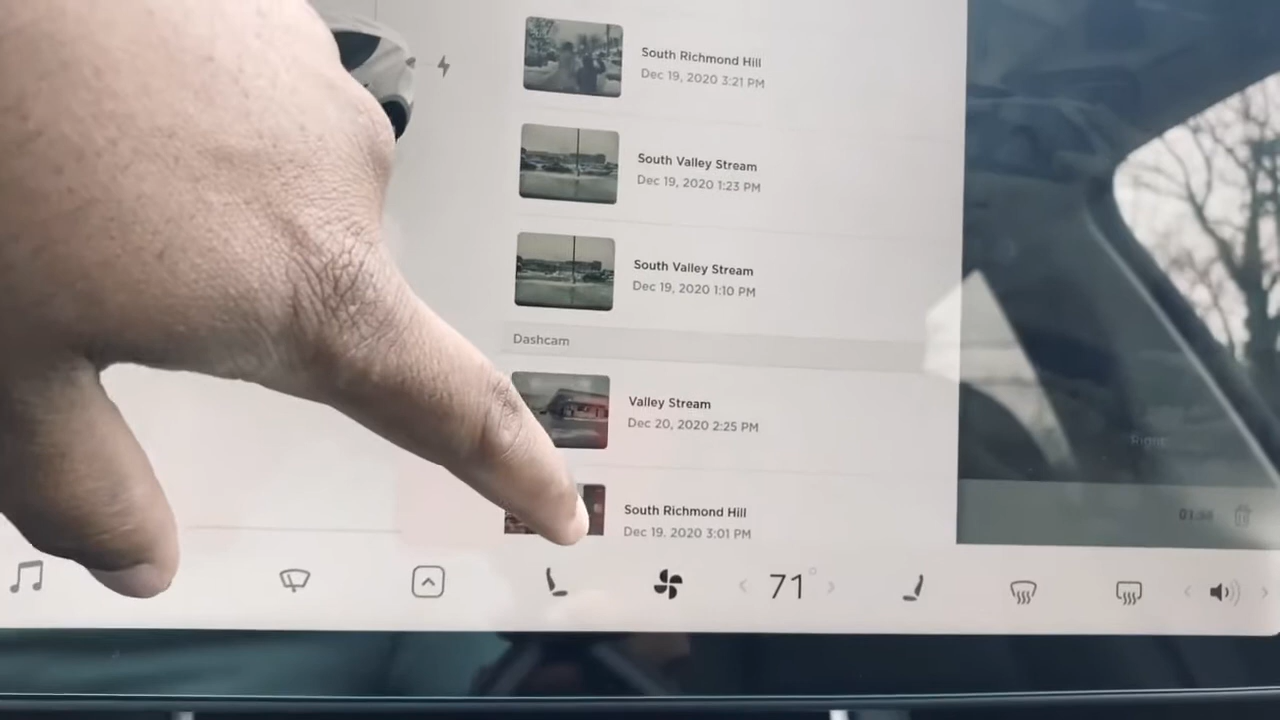 South Richmond Hill
Dec 19, 2020 3:21 PM
South Valley Stream
Dec 19, 2020 1:23 PM
South Valley Stream
Dec 19, 2020 1:10 PM
Dashcam
Valley Stream
Dec 20, 2020 2:25 PM
Right
South Richmond Hill
Dec 19. 2020 3:01 PM
71°